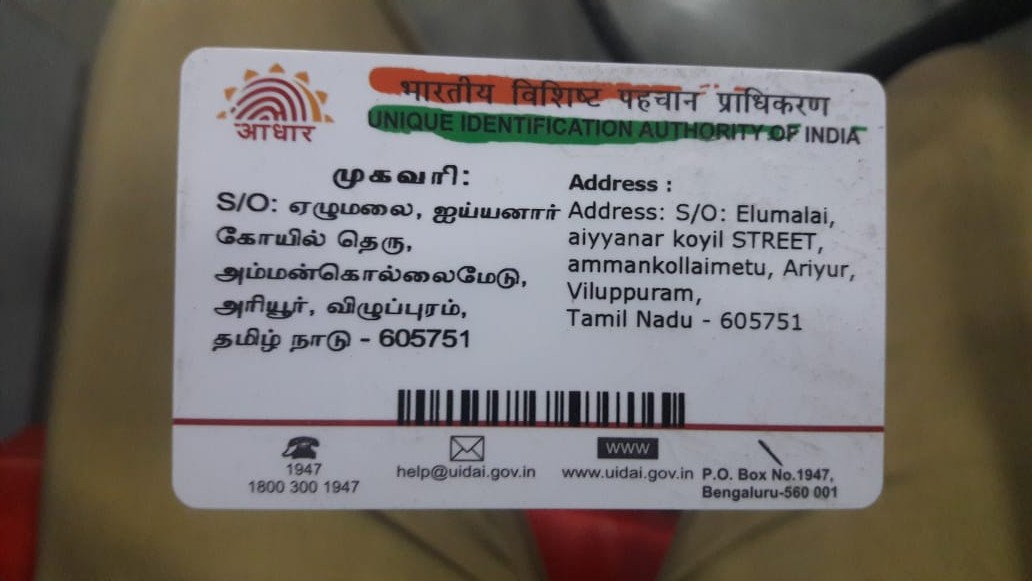 भारतीय विशिष्ट पहचान प्राधिकरण
UNIQUE IDENTIFICATION AUTHORITY OF INDIA
आधार
முகவரி:
S/O: ஏழுமலை, ஐய்யனார்
கோயில் தெரு,
அம்மன்கொல்லைமேடு,
அரியூர், விழுப்புரம்,
தமிழ் நாடு - 605751
Address :
Address: S/O: Elumalai,
aiyyanar koyil STREET,
ammankollaimetu, Ariyur,
Viluppuram,
Tamil Nadu - 605751
1947
1800 300 1947
help@uidai.gov.in
www
www.uidai.gov.in
P.O. Box No.1947,
Bengaluru-560 001